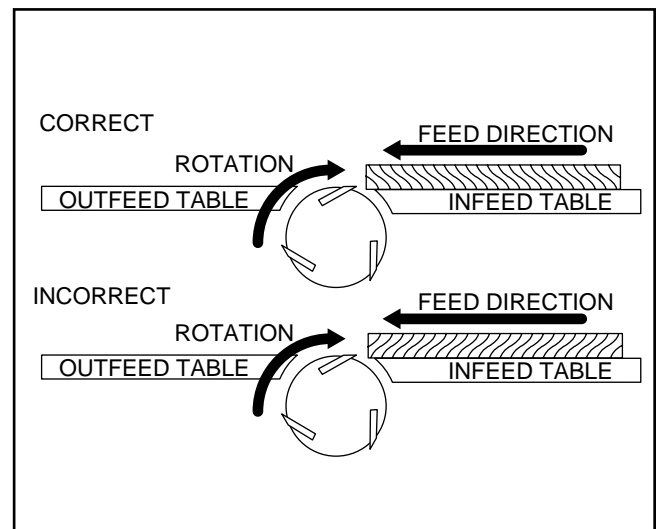 CORRECT
FEED DIRECTION
ROTATION
OUTFEED TABLE
INFEED TABLE
INCORRECT
FEED DIRECTION
ROTATION
OUTFEED TABLE
INFEED TABLE